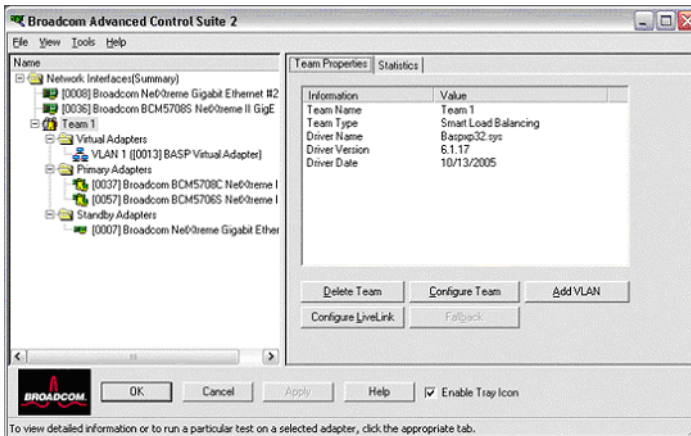 Broadcom Advanced Control Suite 2
File View Tools Help
Name
Network Interfaces(Summary)
[0008] Broadcom NetXtreme Gigabit Ethernet #2
[0036] Broadcom BCM5708S NetXtreme II GigE
Team 1
Virtual Adapters
VLAN 1 ([0013] BASP Virtual Adapter)
Primary Adapters
[0037] Broadcom BCM5708C NetXtreme I
[0057] Broadcom BCM5706S NetXtreme I
Standby Adapters
[0007] Broadcom NetXtreme Gigabit Ether
Team Properties Statistics
Information Value
Team Name Team 1
Team Type Smart Load Balancing
Driver Name Baspxp32.sys
Driver Version 6.1.17
Driver Date 10/13/2005
Delete Team Configure Team Add VLAN
Configure LiveLink Fallback
BROADCOM.
OK Cancel Apply Help Enable Tray Icon
To view detailed information or to run a particular test on a selected adapter, click the appropriate tab.